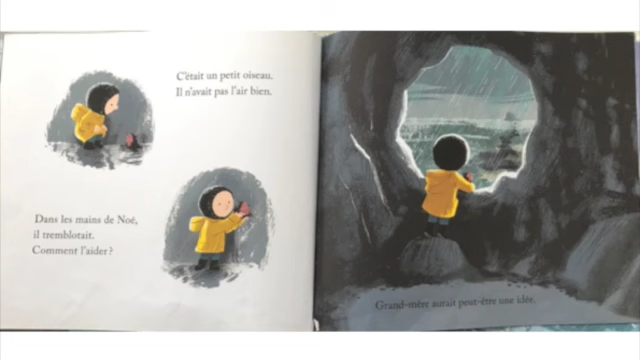 C'était un petit oiseau.
Il n'avait pas l'air bien.
Dans les mains de Noé,
il tremblotait.
Comment l'aider ?
Grand-mère aurait peut-être une idée.